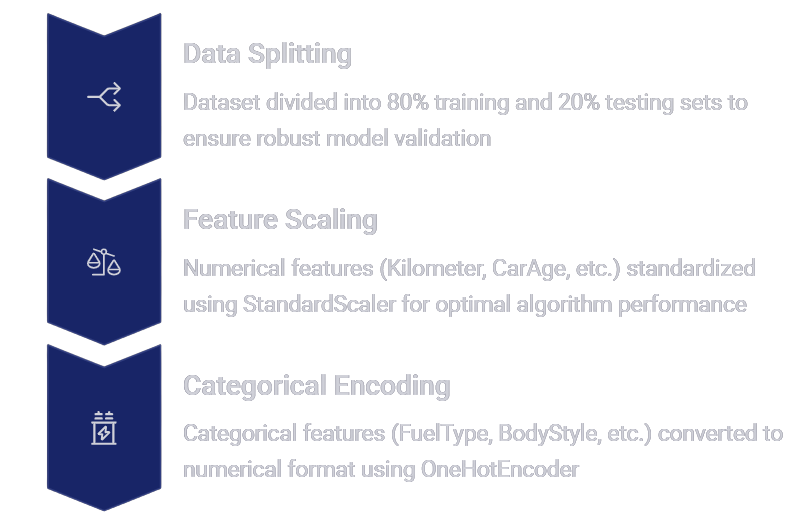 Data Splitting
Dataset divided into 80% training and 20% testing sets to
ensure robust model validation
Feature Scaling
Numerical features (Kilometer, CarAge, etc.) standardized
using StandardScaler for optimal algorithm performance
Categorical Encoding
Categorical features (FuelType, BodyStyle, etc.) converted to
numerical format using OneHotEncoder